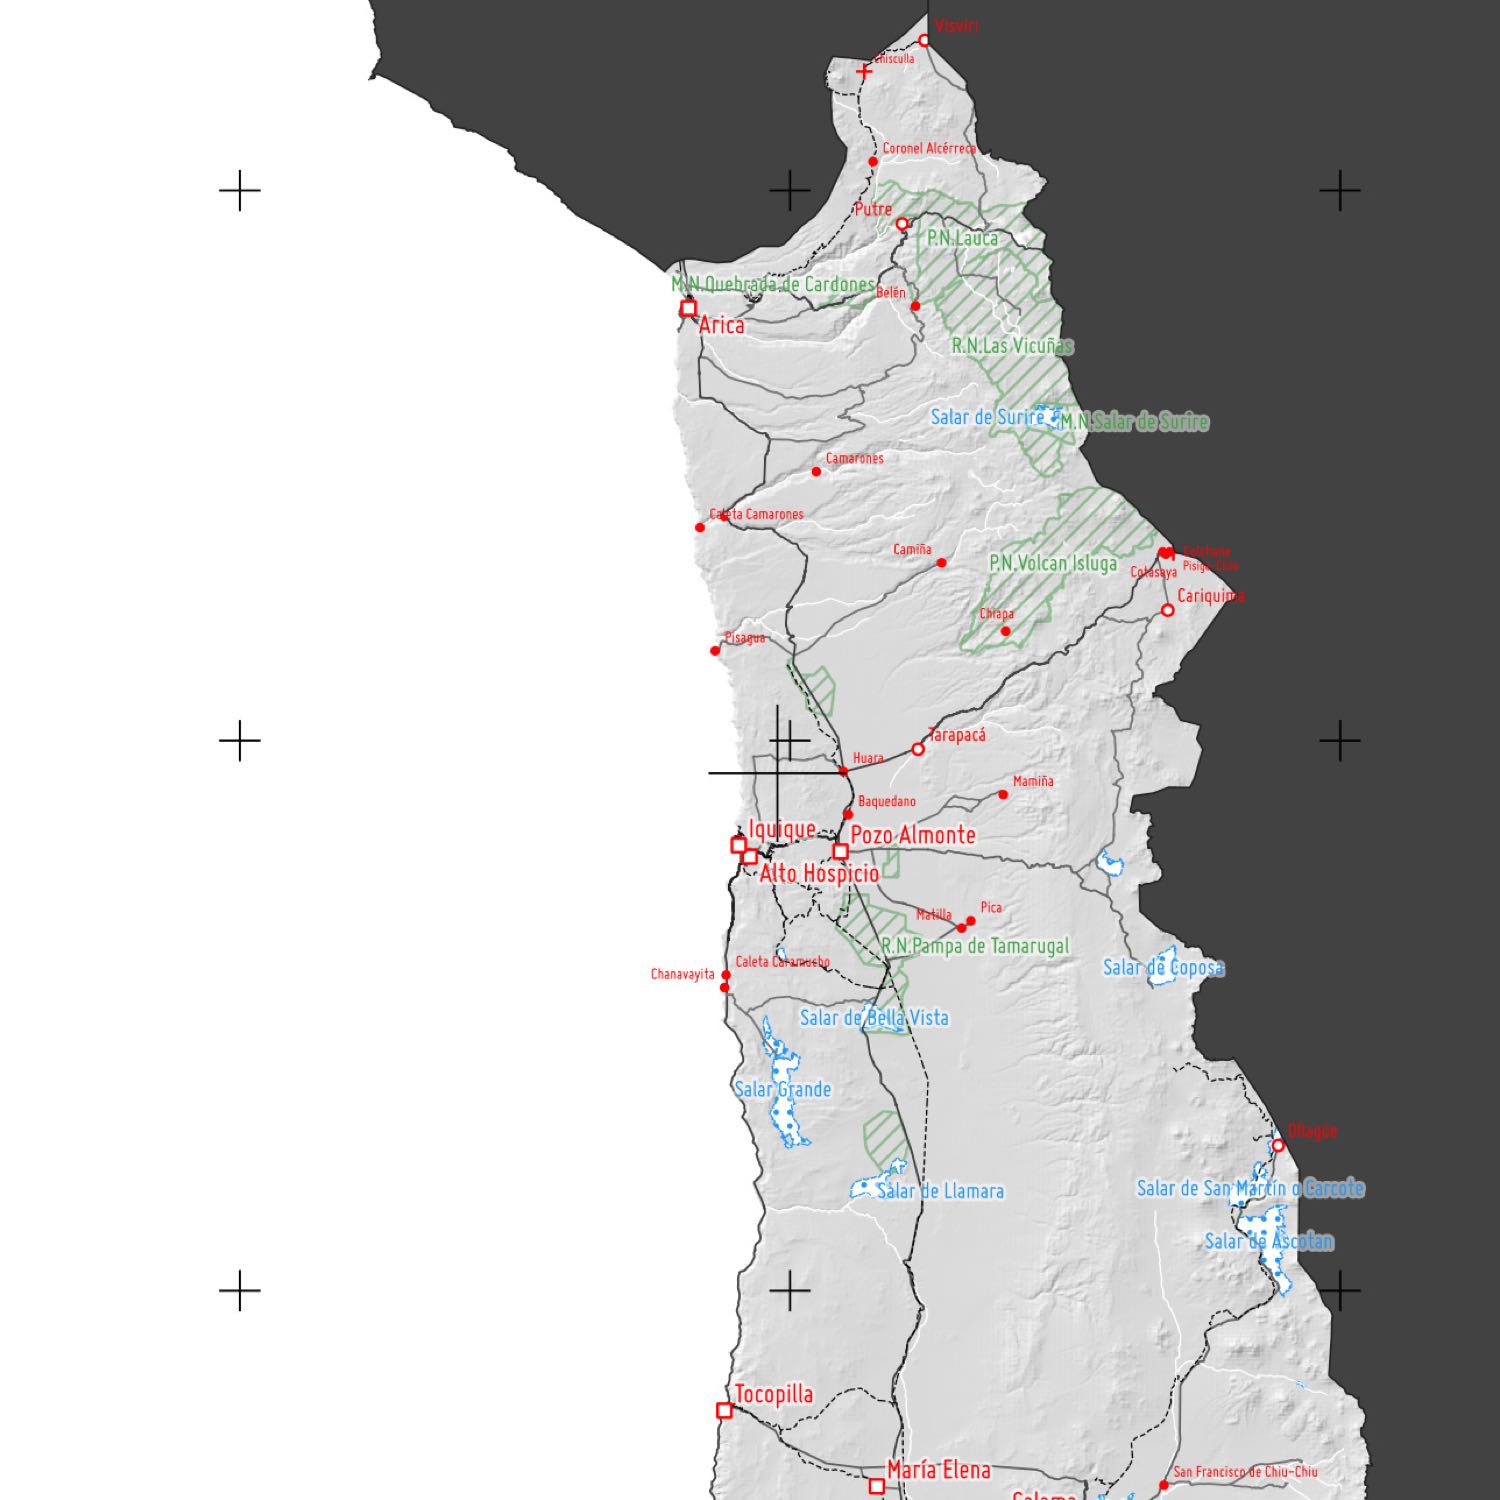 Visviri
Chisculla
Coronel Alcérreca
Putre
P.N.Lauca
M.N.Quebrada de Cardones
Belén
Arica
R.N.Las Vicuñas
Salar de Surire
M.N.Salar de Surire
Camarones
Caleta Camarones
Camiña
Colchane
P.N.Volcan Isluga
Pisiga-Chile
Cotasaya
Cariquima
Chiapa
Pisagua
Tarapacá
Huara
Mamiña
Baquedano
Iquique
Pozo Almonte
Alto Hospicio
Pica
Matilla
R.N.Pampa de Tamarugal
Caleta Caramucho
Salar de Coposa
Chanavayita
Salar de Bella Vista
Salar Grande
Ollagüe
Salar de San Martín o Carcote
Salar de Llamara
Salar de Ascotan
Tocopilla
María Elena
San Francisco de Chiu-Chiu
Calama